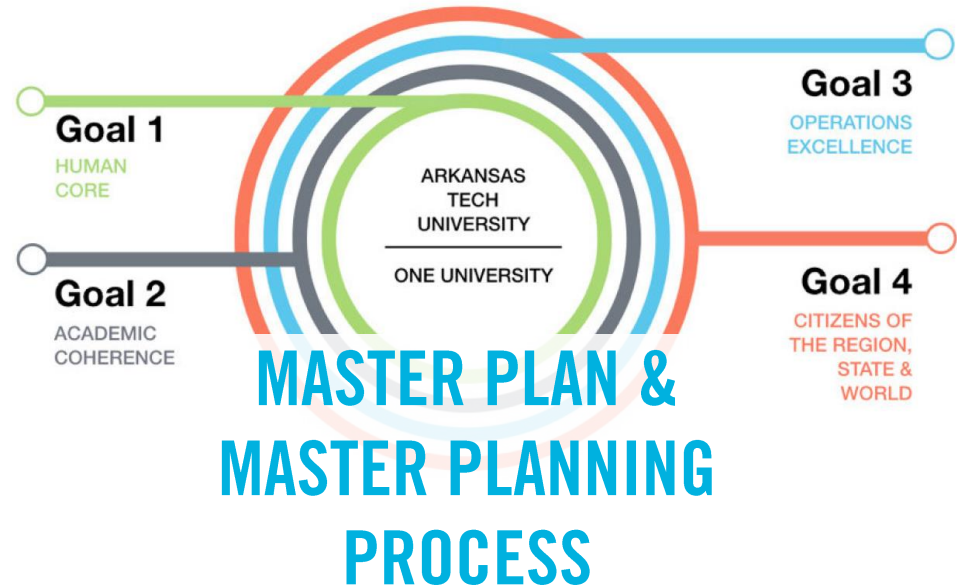 Goal 1
HUMAN
CORE
Goal 2
ACADEMIC
COHERENCE
ARKANSAS
TECH
UNIVERSITY
ONE UNIVERSITY
Goal 3
OPERATIONS
EXCELLENCE
Goal 4
CITIZENS OF
THE REGION,
STATE &
WORLD
MASTER PLAN &
MASTER PLANNING
PROCESS